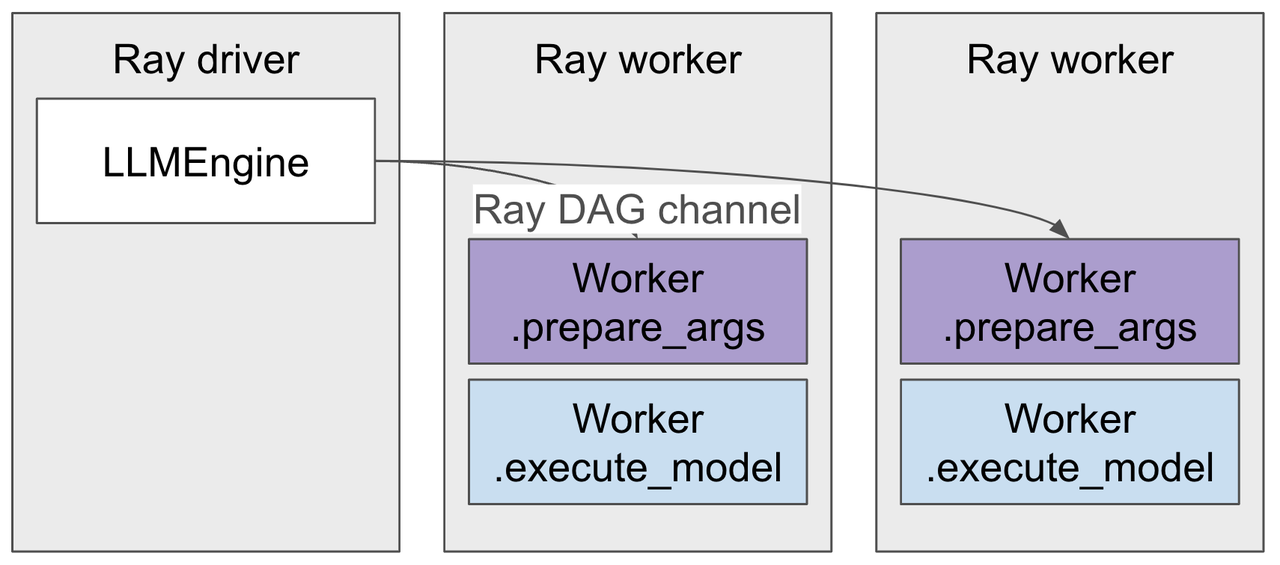 Ray driver
LLMEngine
Ray worker
Ray DAG channel
Worker
.prepare_args
Worker
.execute_model
Ray worker
Worker
.prepare_args
Worker
.execute_model